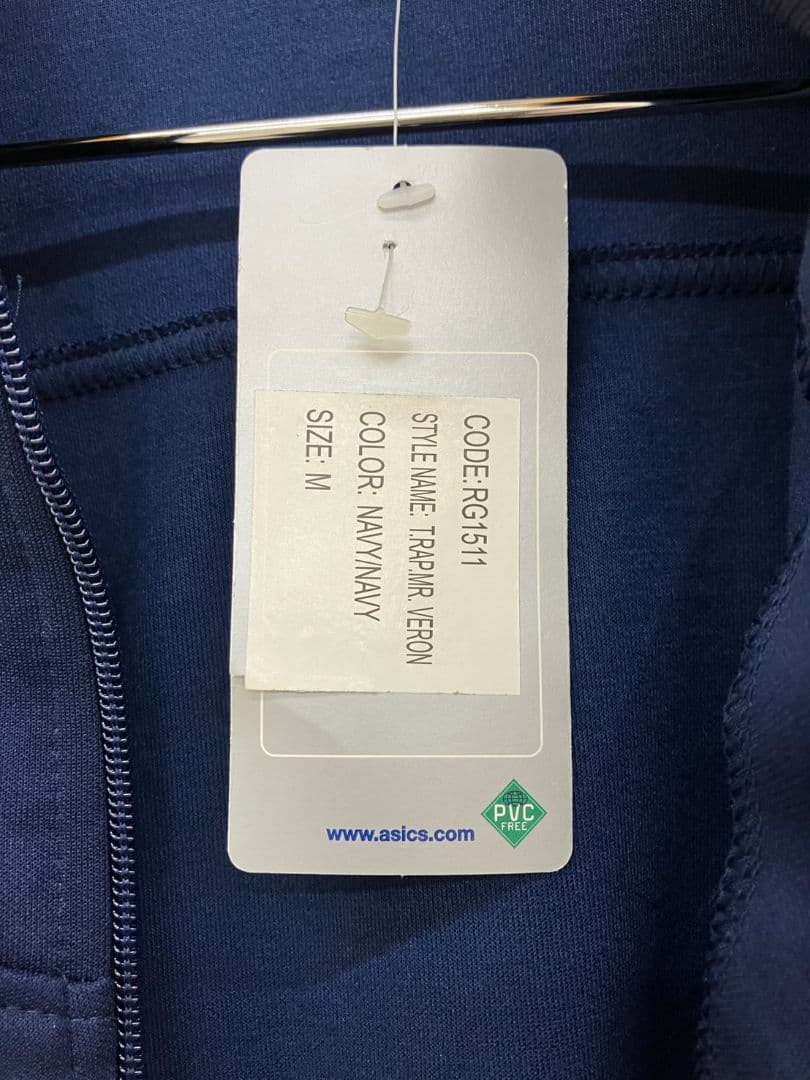 CODE:RG1511
STYLE NAME: T.RAP.MR. VERON
COLOR: NAVY/NAVY
SIZE: M
www.asics.com
PVC
FREE